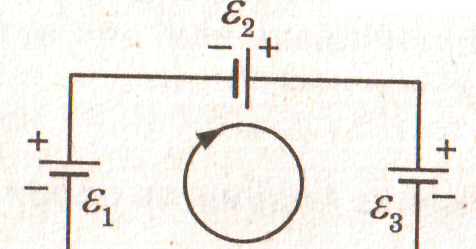 ℰ₂
− +
+ +
− −
ℰ₁ ℰ₃